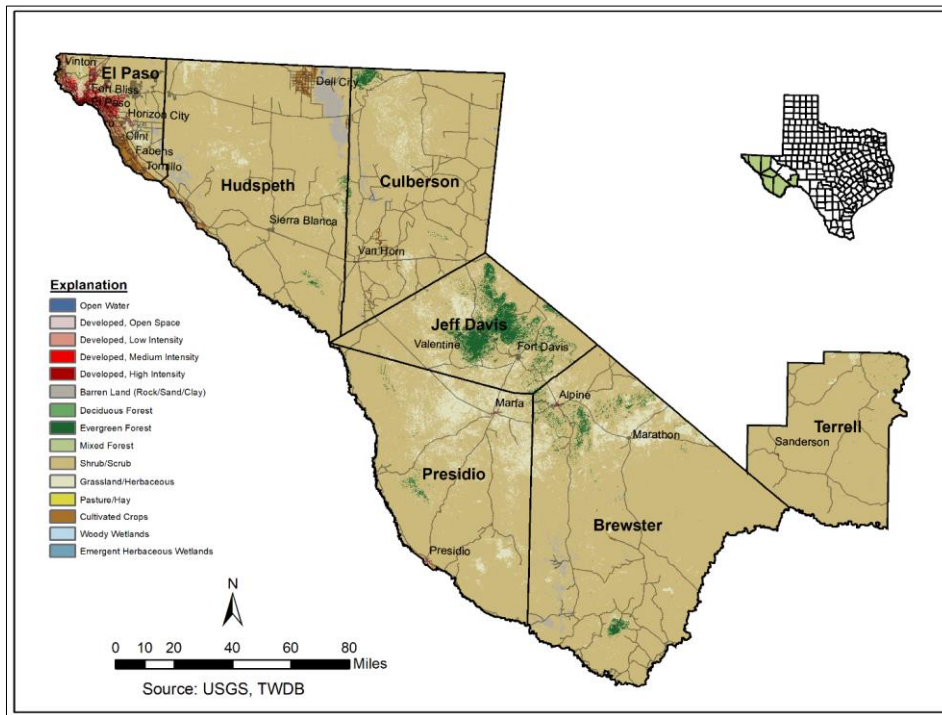 Vinton
El Paso
Fort Bliss
El Paso
Horizon City
Clint
Fabens
Tornillo
Dell City
Hudspeth
Culberson
Sierra Blanca
Van Horn
Jeff Davis
Valentine
Fort Davis
Marfa
Alpine
Marathon
Presidio
Presidio
Brewster
Terrell
Sanderson
Explanation
Open Water
Developed, Open Space
Developed, Low Intensity
Developed, Medium Intensity
Developed, High Intensity
Barren Land (Rock/Sand/Clay)
Deciduous Forest
Evergreen Forest
Mixed Forest
Shrub/Scrub
Grassland/Herbaceous
Pasture/Hay
Cultivated Crops
Woody Wetlands
Emergent Herbaceous Wetlands
N
0 10 20 40 60 80
Miles
Source: USGS, TWDB